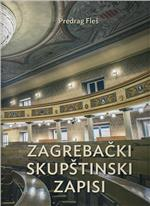 Predrag Fleš
ZAGREBAČKI
SKUPŠTINSKI
ZAPISI